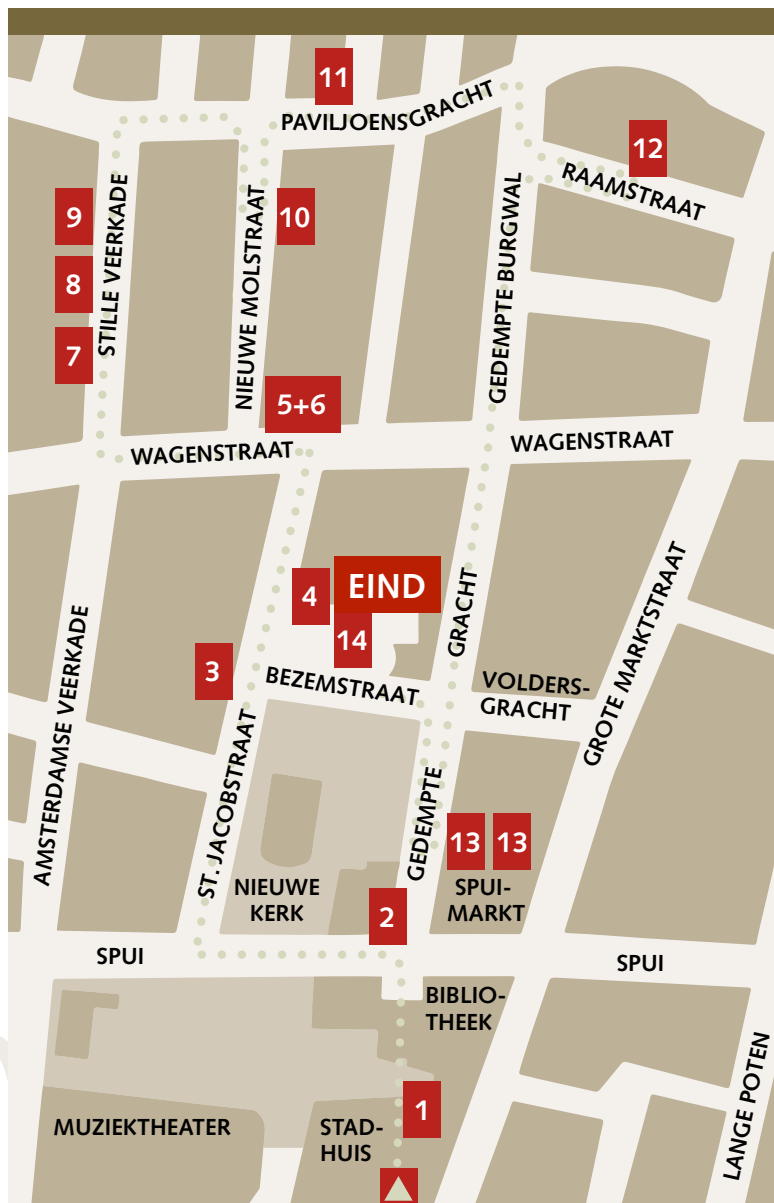 11
PAVILJOENSGRACHT
12
RAAMSTRAAT
9
8
7
STILLE VEERKADE
10
NIEUWE MOLSTRAAT
GEDEMPTE BURGWAL
5+6
WAGENSTRAAT
WAGENSTRAAT
4
EIND
14
3
BEZEMSTRAAT
GRACHT
VOLDERS-
GRACHT
GROTE MARKTSTRAAT
AMSTERDAMSE VEERKADE
ST. JACOBSTRAAT
GEDEMPTE
13
13
SPUI-
MARKT
NIEUWE
KERK
2
SPUI
SPUI
BIBLIO-
THEEK
LANGE POTEN
1
MUZIEKTHEATER
STAD-
HUIS